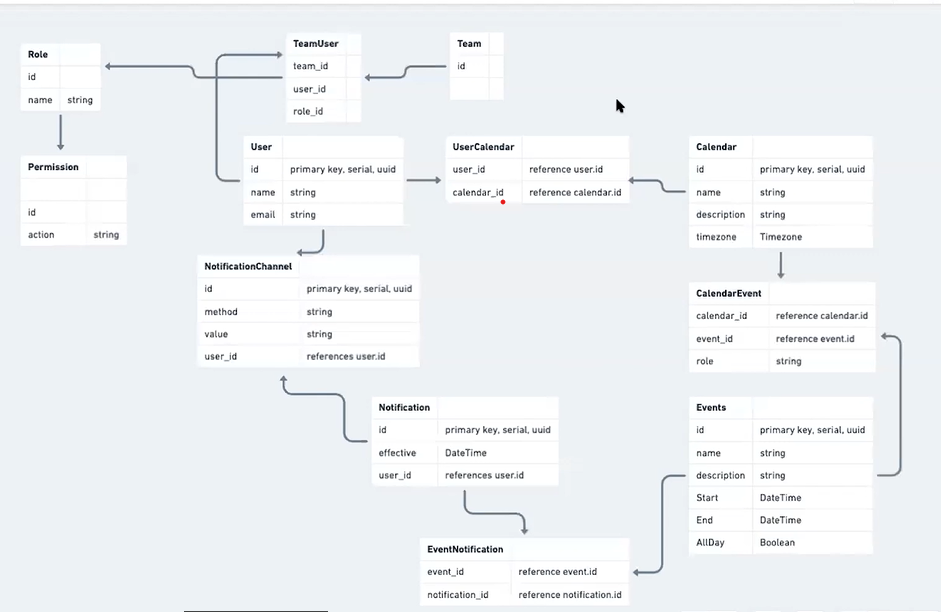 Role
id
name string
Permission
id
action string
TeamUser
team_id
user_id
role_id
Team
id
User
id primary key, serial, uuid
name string
email string
UserCalendar
user_id reference user.id
calendar_id reference calendar.id
Calendar
id primary key, serial, uuid
name string
description string
timezone Timezone
NotificationChannel
id primary key, serial, uuid
method string
value string
user_id references user.id
CalendarEvent
calendar_id reference calendar.id
event_id reference event.id
role string
Notification
id primary key, serial, uuid
effective DateTime
user_id references user.id
Events
id primary key, serial, uuid
name string
description string
Start DateTime
End DateTime
AllDay Boolean
EventNotification
event_id reference event.id
notification_id reference notification.id